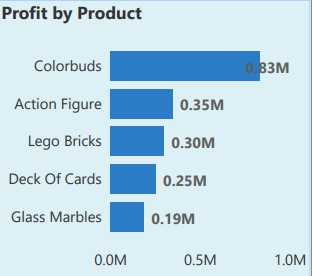 Profit by Product
Colorbuds 0.83M
Action Figure 0.35M
Lego Bricks 0.30M
Deck Of Cards 0.25M
Glass Marbles 0.19M
0.0M 0.5M 1.0M